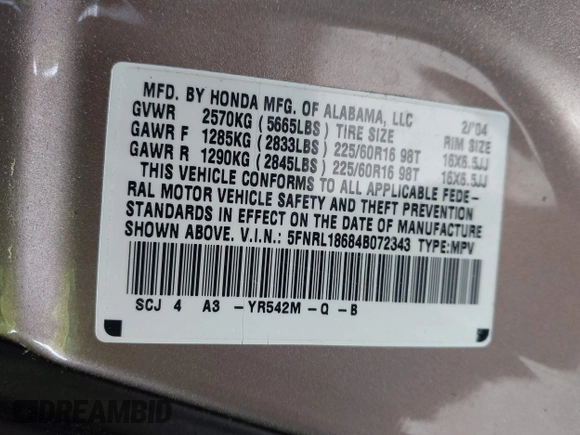 MFD. BY HONDA MFG. OF ALABAMA, LLC 2/'04
GVWR 2570KG (5665LBS) TIRE SIZE RIM SIZE
GAWR F 1285KG (2833LBS) 225/60R16 98T 16X6.5JJ
GAWR R 1290KG (2845LBS) 225/60R16 98T 16X6.5JJ
THIS VEHICLE CONFORMS TO ALL APPLICABLE FEDE-
RAL MOTOR VEHICLE SAFETY AND THEFT PREVENTION
STANDARDS IN EFFECT ON THE DATE OF MANUFACTURE
SHOWN ABOVE. V.I.N.: 5FNRL18684B072343 TYPE:MPV
SCJ 4 A3 -YR542M - Q - B
DREAMBID